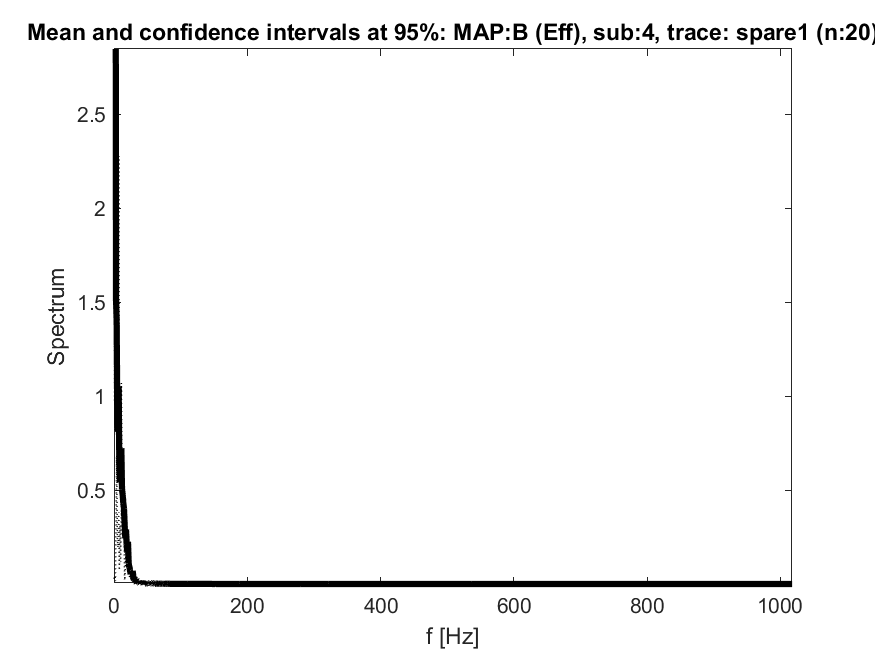 Mean and confidence intervals at 95%: MAP:B (Eff), sub:4, trace: spare1 (n:20)
2.5
2
1.5
1
0.5
Spectrum
0 200 400 600 800 1000
f [Hz]